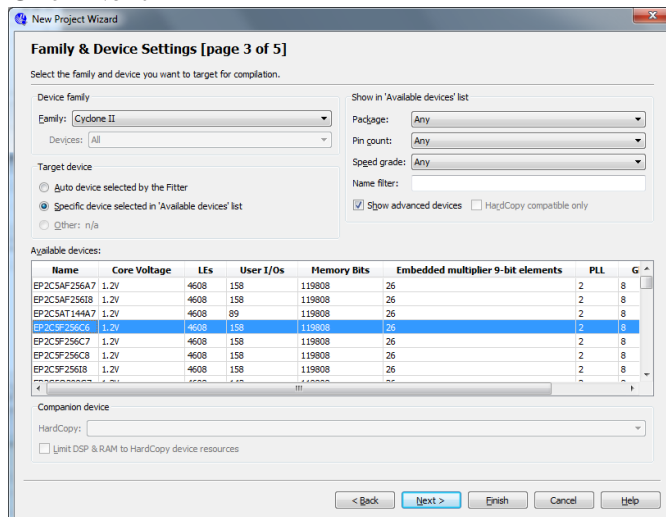 New Project Wizard
Family & Device Settings [page 3 of 5]
Select the family and device you want to target for compilation.
Device family
Family: Cyclone II
Devices: All
Target device
Auto device selected by the Fitter
Specific device selected in 'Available devices' list
Other: n/a
Show in 'Available devices' list
Package: Any
Pin count: Any
Speed grade: Any
Name filter:
Show advanced devices HardCopy compatible only
Available devices:
Name Core Voltage LEs User I/Os Memory Bits Embedded multiplier 9-bit elements PLL G
EP2C5AF256A7 1.2V 4608 158 119808 26 2 8
EP2C5AF256I8 1.2V 4608 158 119808 26 2 8
EP2C5AT144A7 1.2V 4608 89 119808 26 2 8
EP2C5F256C6 1.2V 4608 158 119808 26 2 8
EP2C5F256C7 1.2V 4608 158 119808 26 2 8
EP2C5F256C8 1.2V 4608 158 119808 26 2 8
EP2C5F256I8 1.2V 4608 158 119808 26 2 8
Companion device
HardCopy:
Limit DSP & RAM to HardCopy device resources
< Back Next > Finish Cancel Help